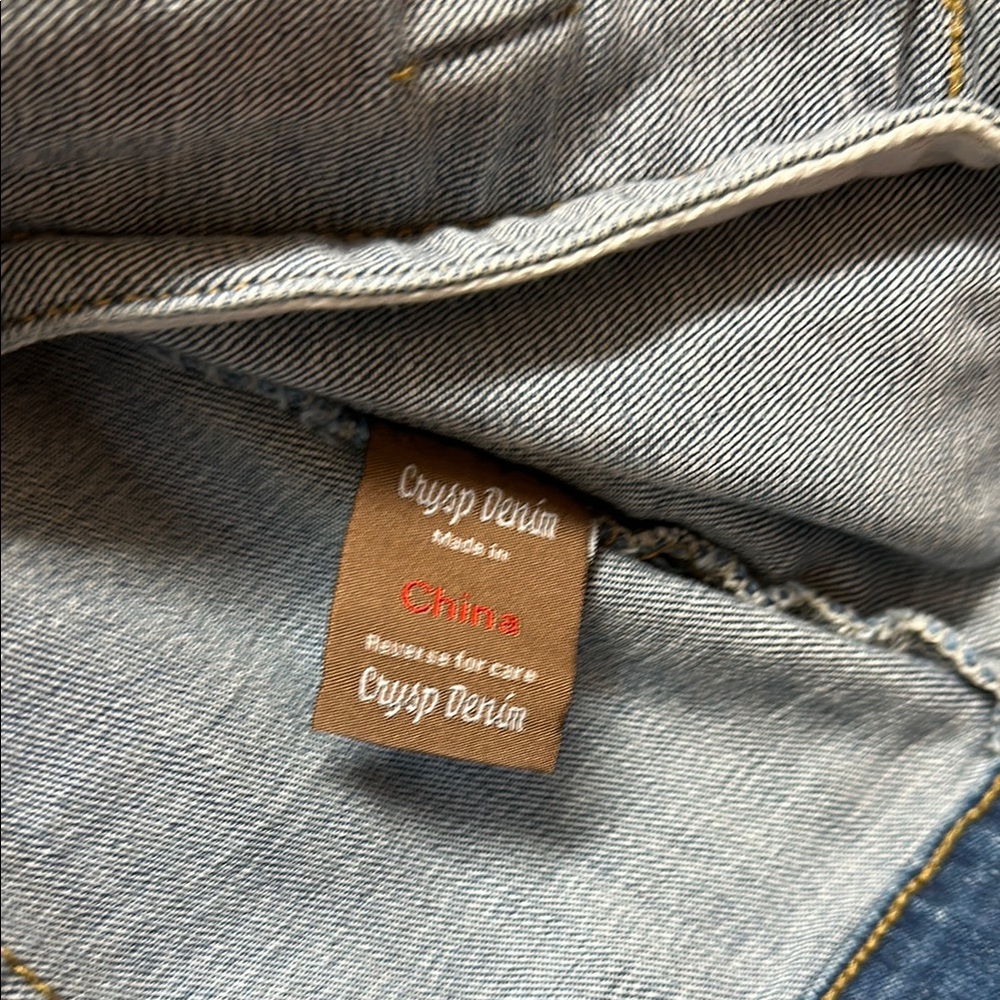 Crysp Denim
Made in
China
Reverse for care
Crysp Denim